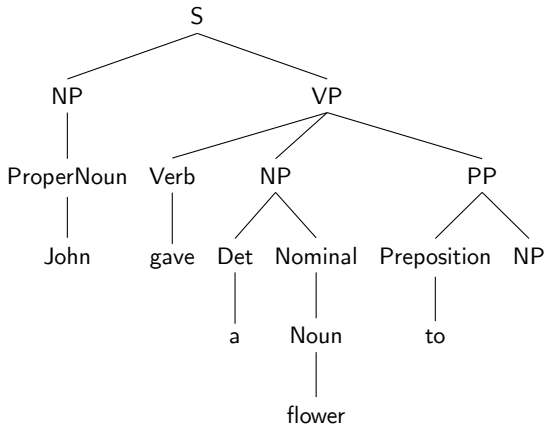 S
NP VP
ProperNoun Verb NP PP
John gave Det Nominal Preposition NP
a Noun to
flower